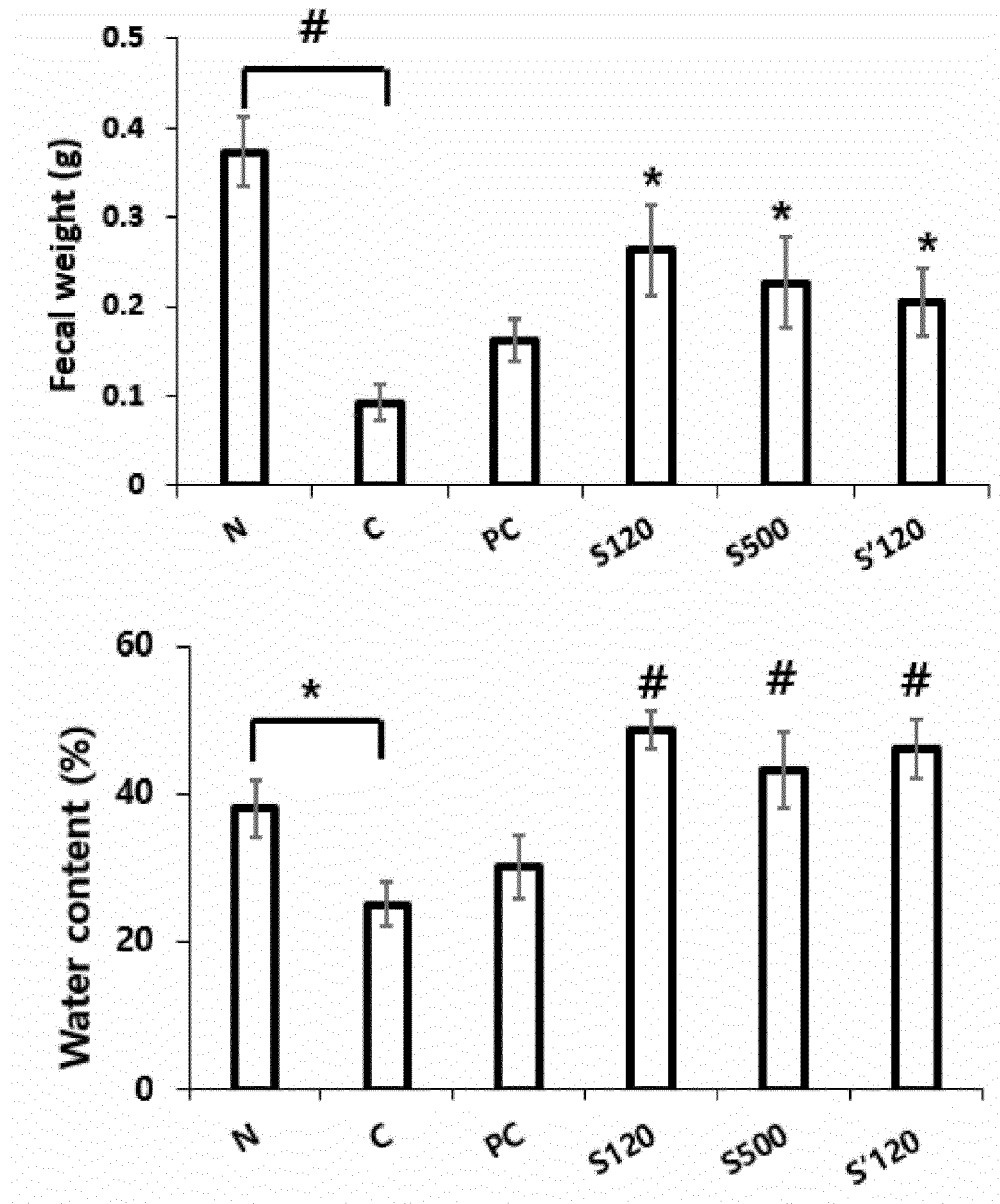 #
0.5
0.4
0.3
0.2
0.1
0
Fecal weight (g)
*
*
*
N
C
PC
S120
S500
S'120
60
40
20
0
Water content (%)
*
#
#
#
N
C
PC
S120
S500
S'120